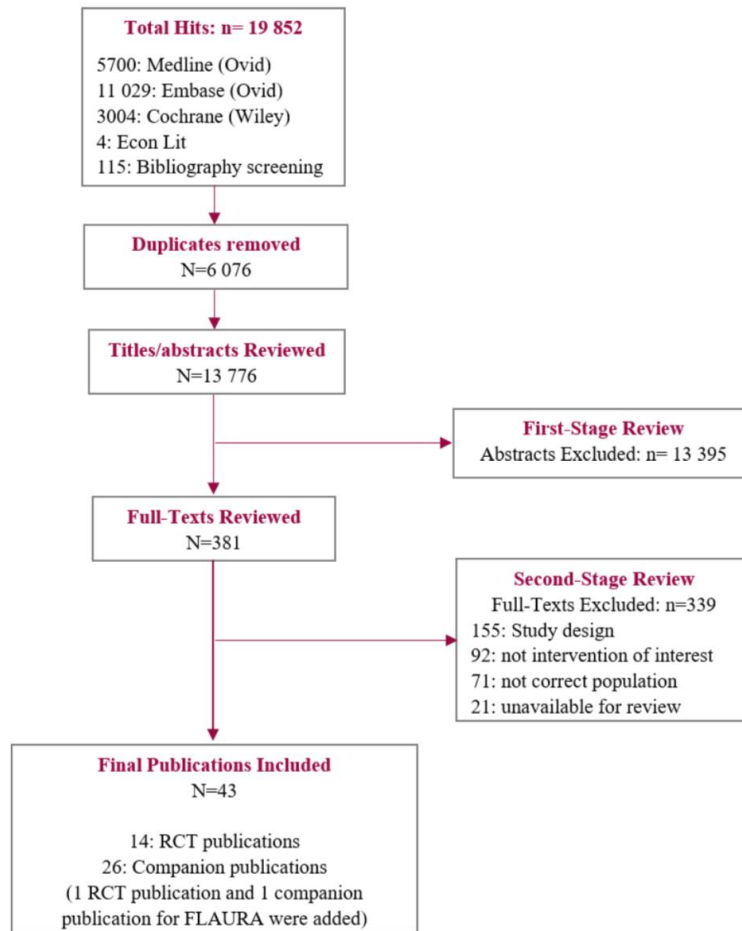 Total Hits: n= 19 852
5700: Medline (Ovid)
11 029: Embase (Ovid)
3004: Cochrane (Wiley)
4: Econ Lit
115: Bibliography screening
Duplicates removed
N=6 076
Titles/abstracts Reviewed
N=13 776
First-Stage Review
Abstracts Excluded: n= 13 395
Full-Texts Reviewed
N=381
Second-Stage Review
Full-Texts Excluded: n=339
155: Study design
92: not intervention of interest
71: not correct population
21: unavailable for review
Final Publications Included
N=43
14: RCT publications
26: Companion publications
(1 RCT publication and 1 companion
publication for FLAURA were added)